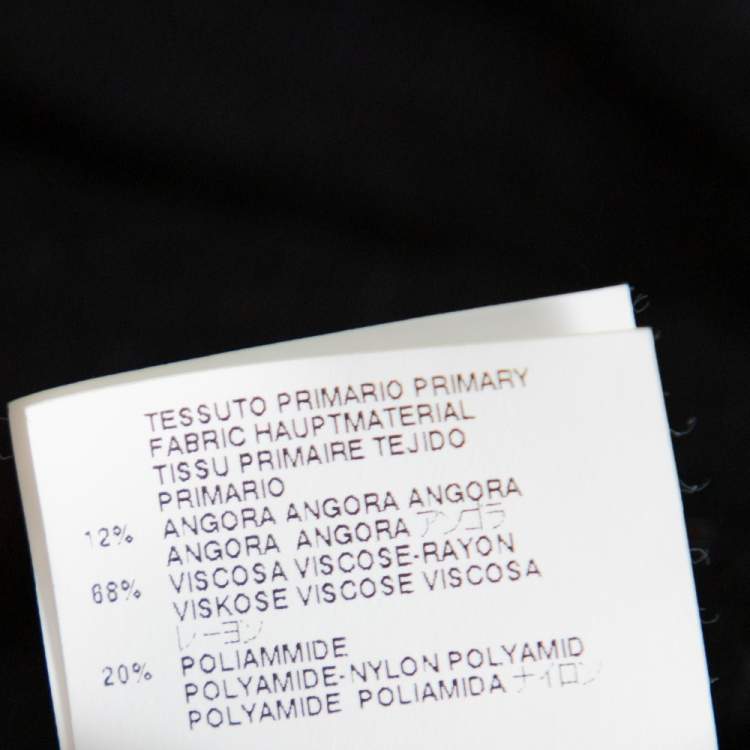 TESSUTO PRIMARIO PRIMARY
FABRIC HAUPTMATERIAL
TISSU PRIMAIRE TEJIDO
PRIMARIO
12% ANGORA ANGORA ANGORA
ANGORA ANGORA アンゴラ
68% VISCOSA VISCOSE-RAYON
VISKOSE VISCOSE VISCOSA
レーヨン
20% POLIAMMIDE
POLYAMIDE-NYLON POLYAMID
POLYAMIDE POLIAMIDA ナイロン